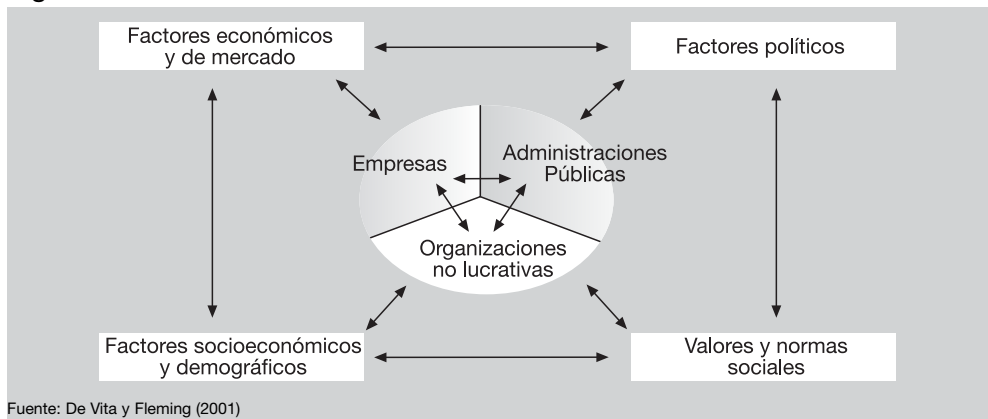 Factores económicos
y de mercado
Factores políticos
Empresas
Administraciones
Públicas
Organizaciones
no lucrativas
Factores socioeconómicos
y demográficos
Valores y normas
sociales
Fuente: De Vita y Fleming (2001)